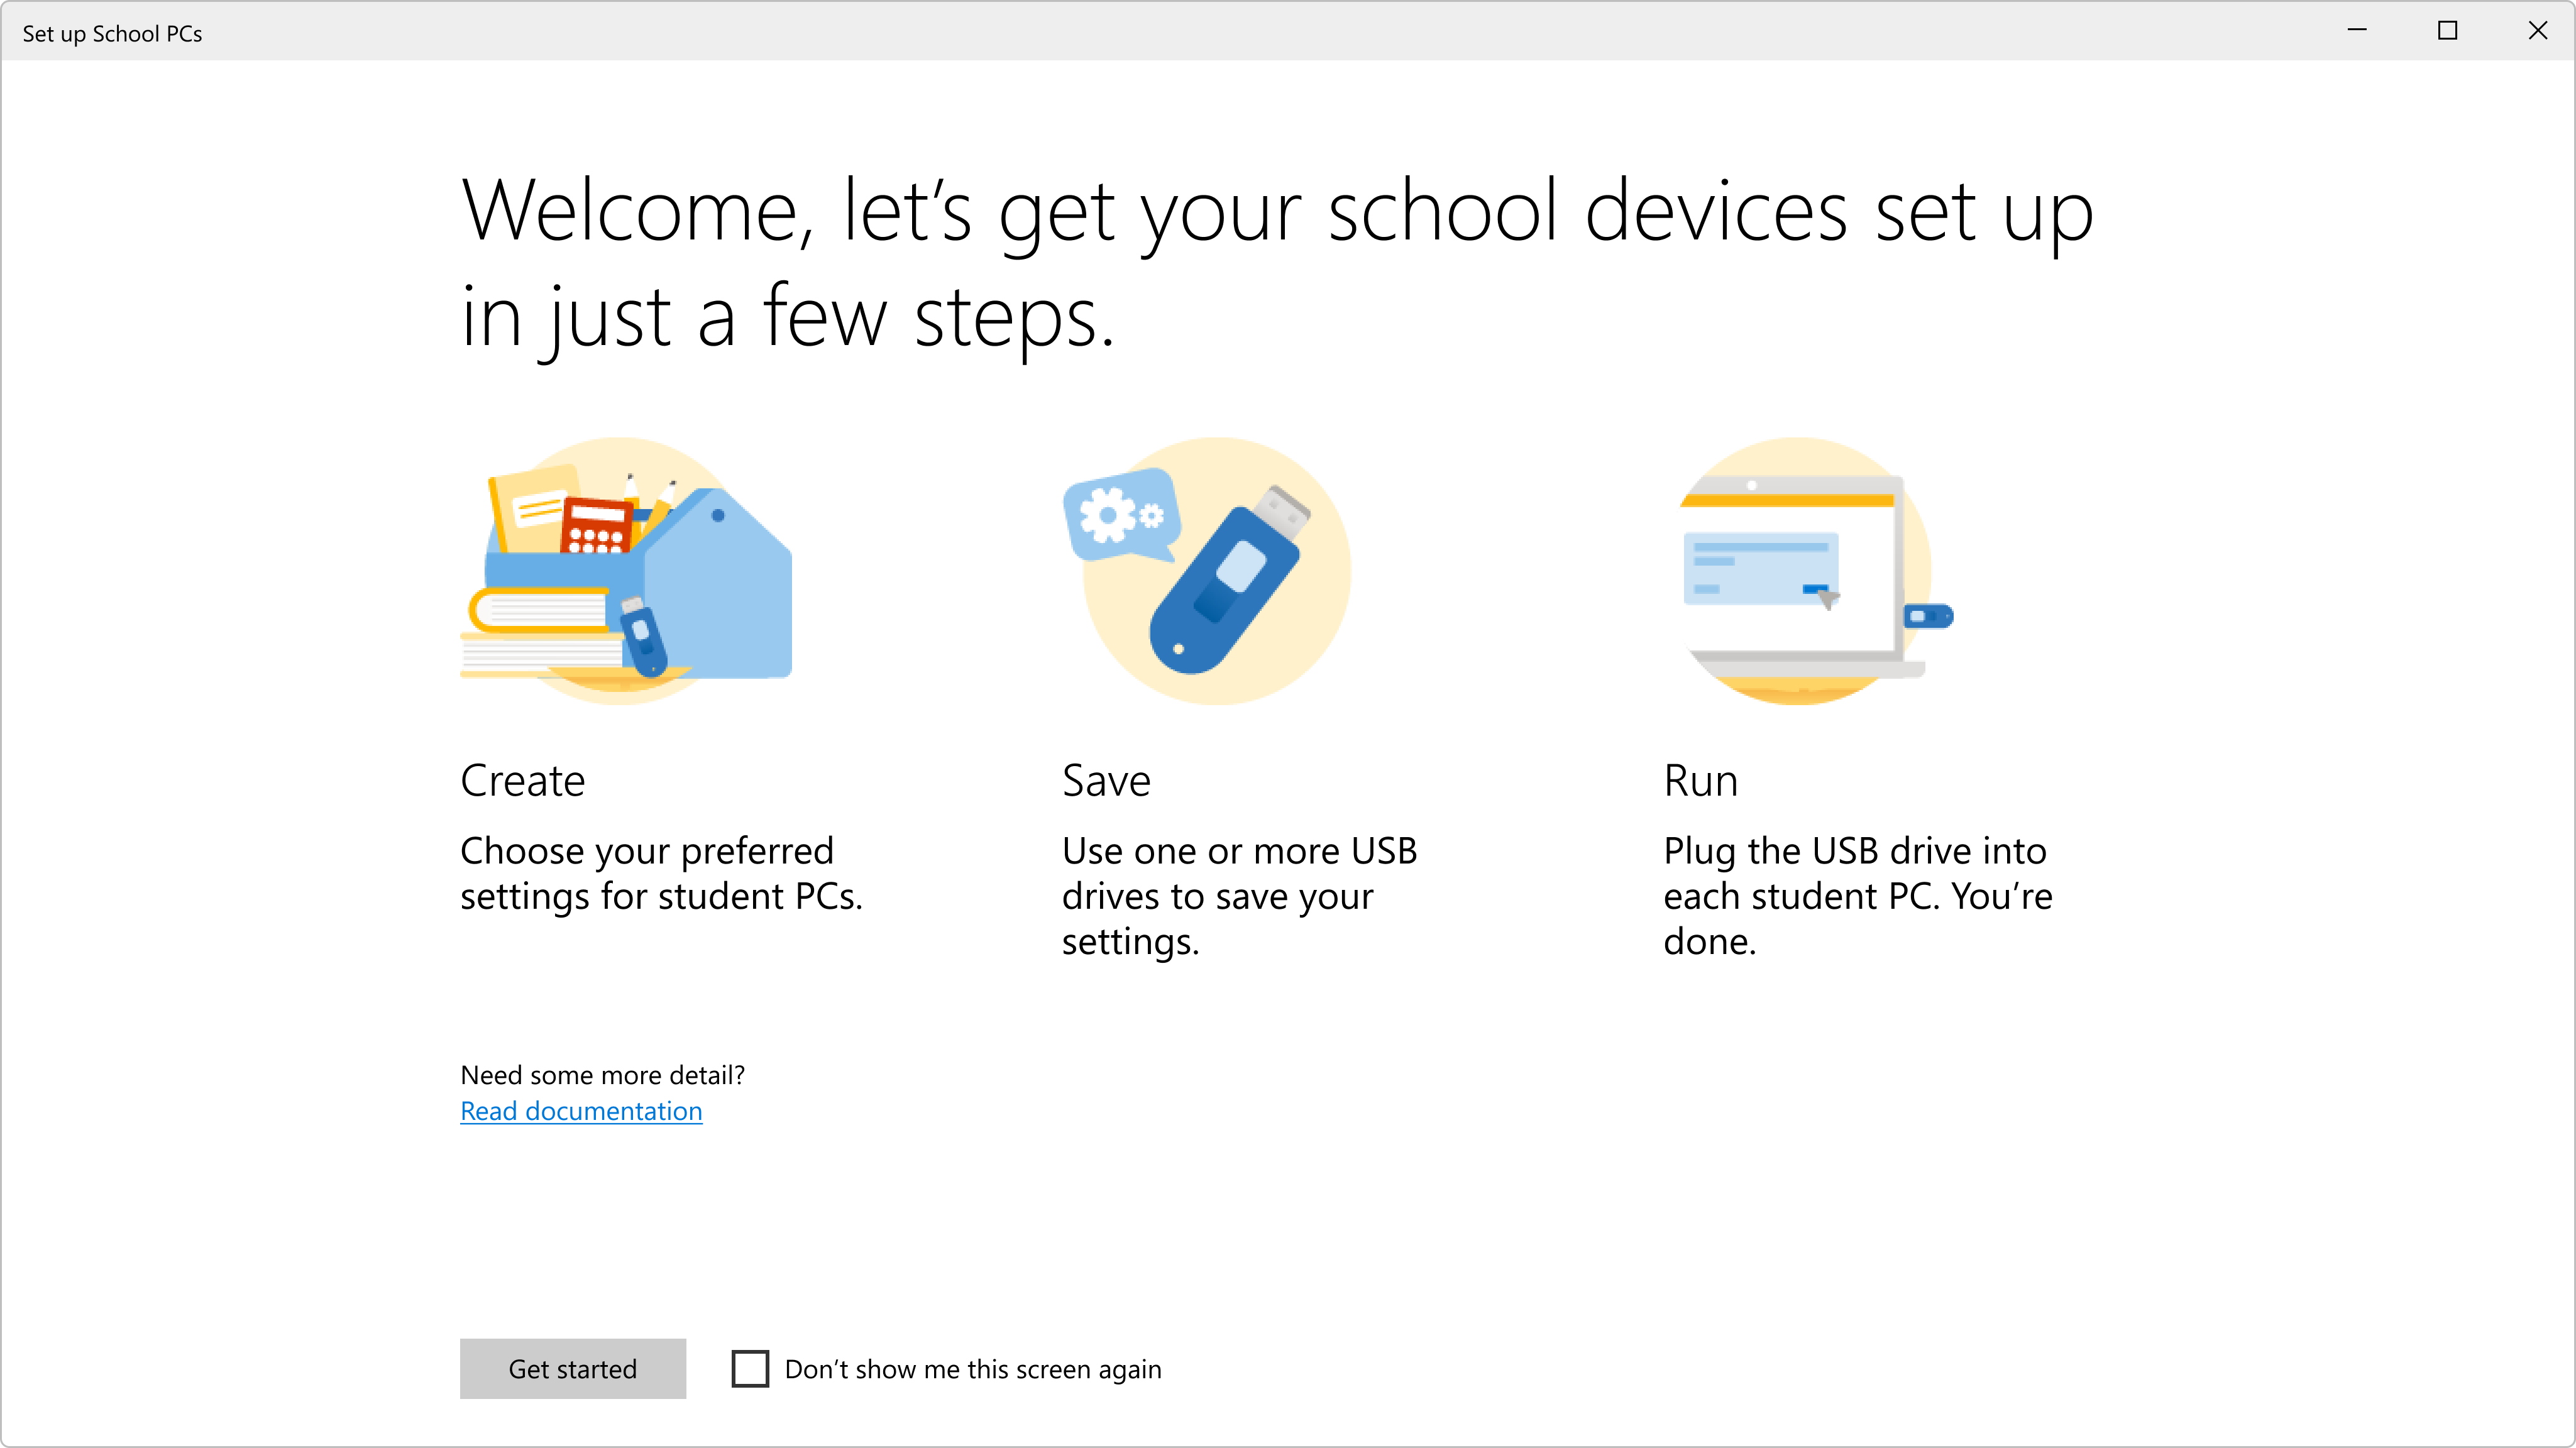 Set up School PCs
Welcome, let’s get your school devices set up
in just a few steps.
Create
Choose your preferred
settings for student PCs.
Save
Use one or more USB
drives to save your
settings.
Run
Plug the USB drive into
each student PC. You’re
done.
Need some more detail?
Read documentation
Get started
Don’t show me this screen again